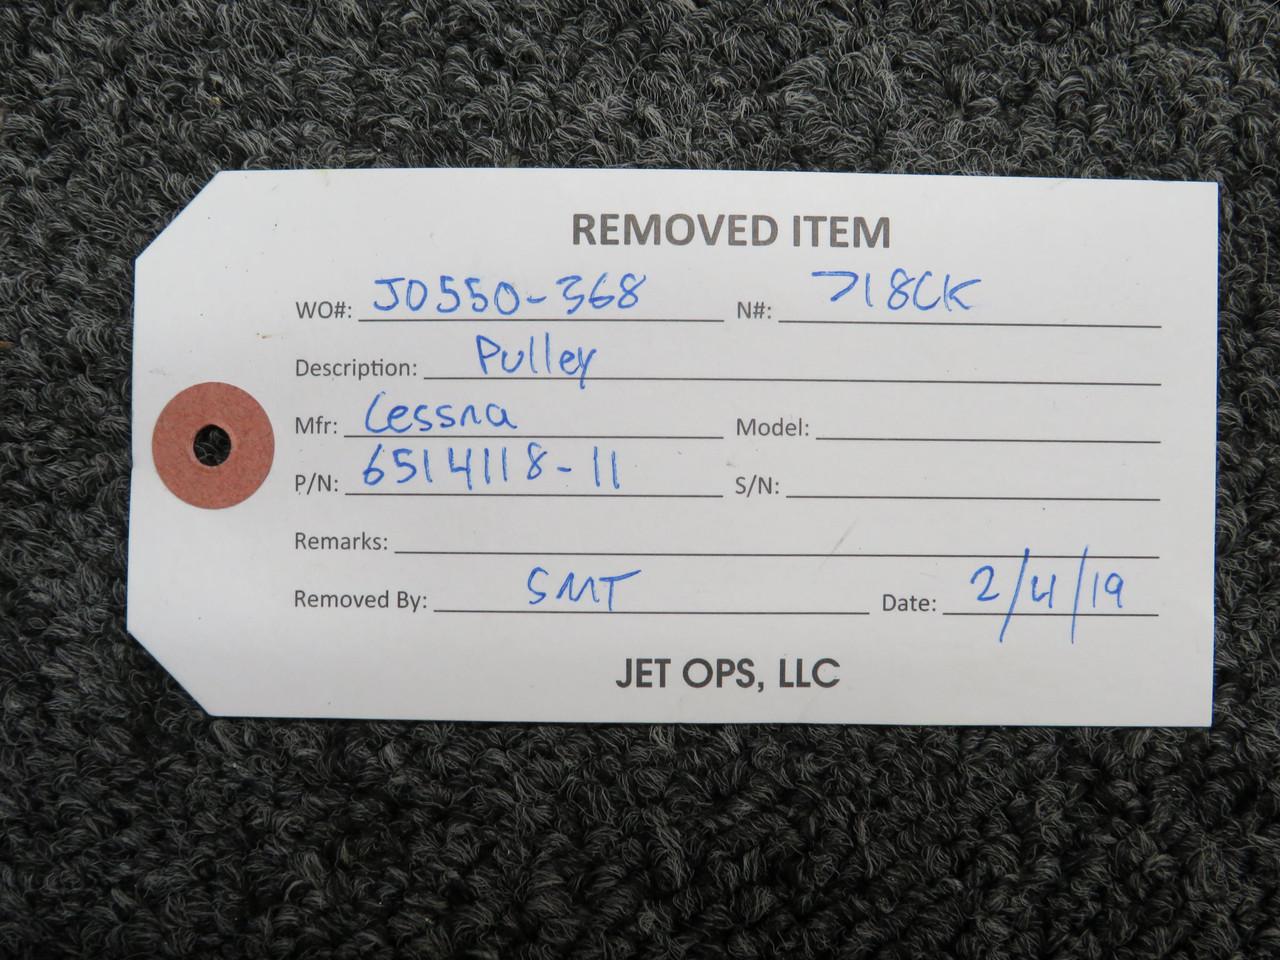 REMOVED ITEM
WO#: JO550-368 N#: 718CK
Description: Pulley
Mfr: Cessna Model:
P/N: 6514118-11 S/N:
Remarks:
Removed By: SMT Date: 2/4/19
JET OPS, LLC